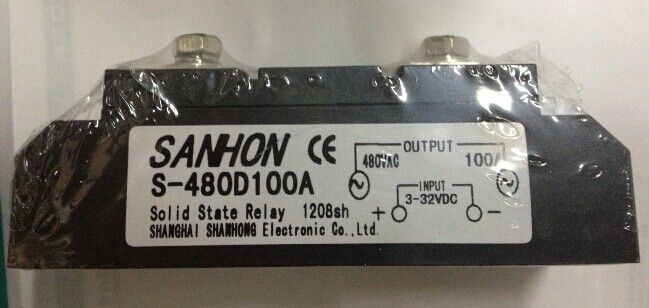 SANHON CE
S-480D100A
Solid State Relay 1208sh
SHANGHAI SHANHONG Electronic Co.,Ltd.
OUTPUT
480VAC 100A
INPUT
3-32VDC
+ −